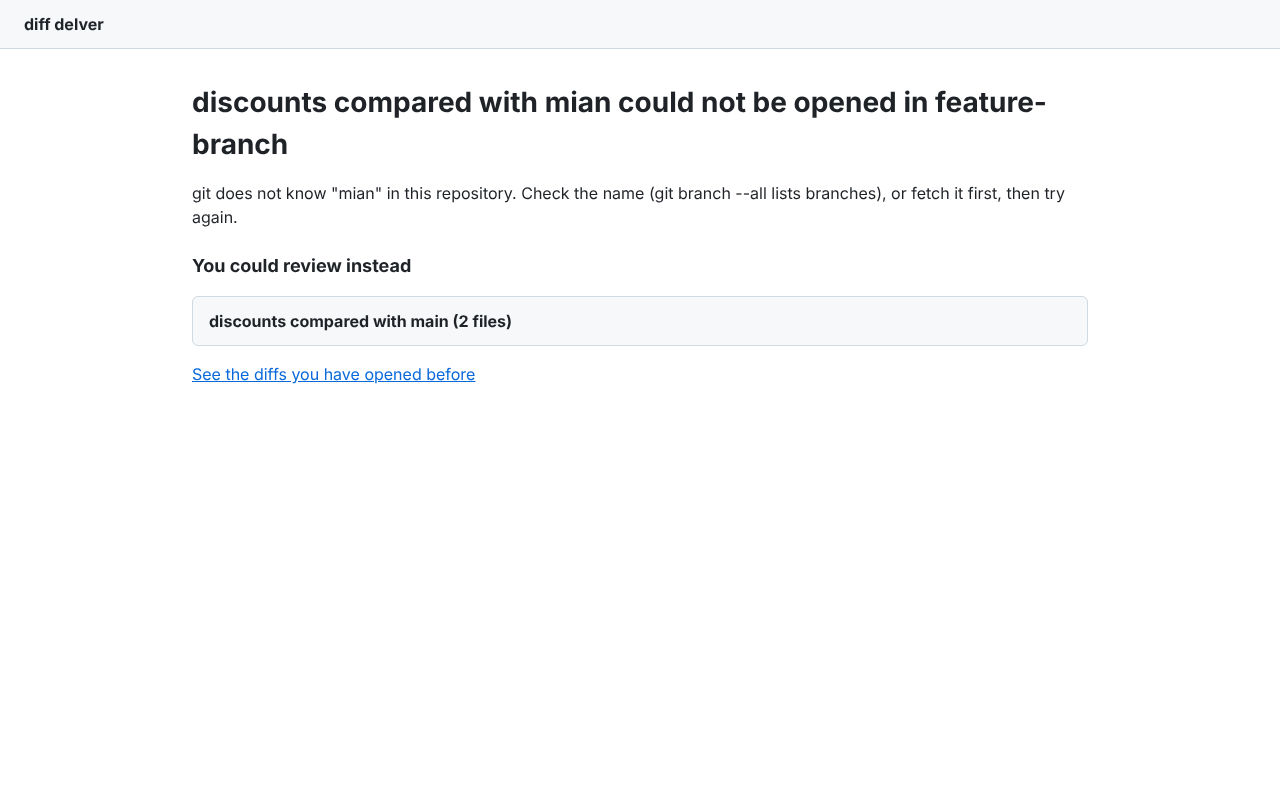 diff delver
discounts compared with mian could not be opened in feature-
branch
git does not know "mian" in this repository. Check the name (git branch --all lists branches), or fetch it first, then try
again.
You could review instead
discounts compared with main (2 files)
See the diffs you have opened before